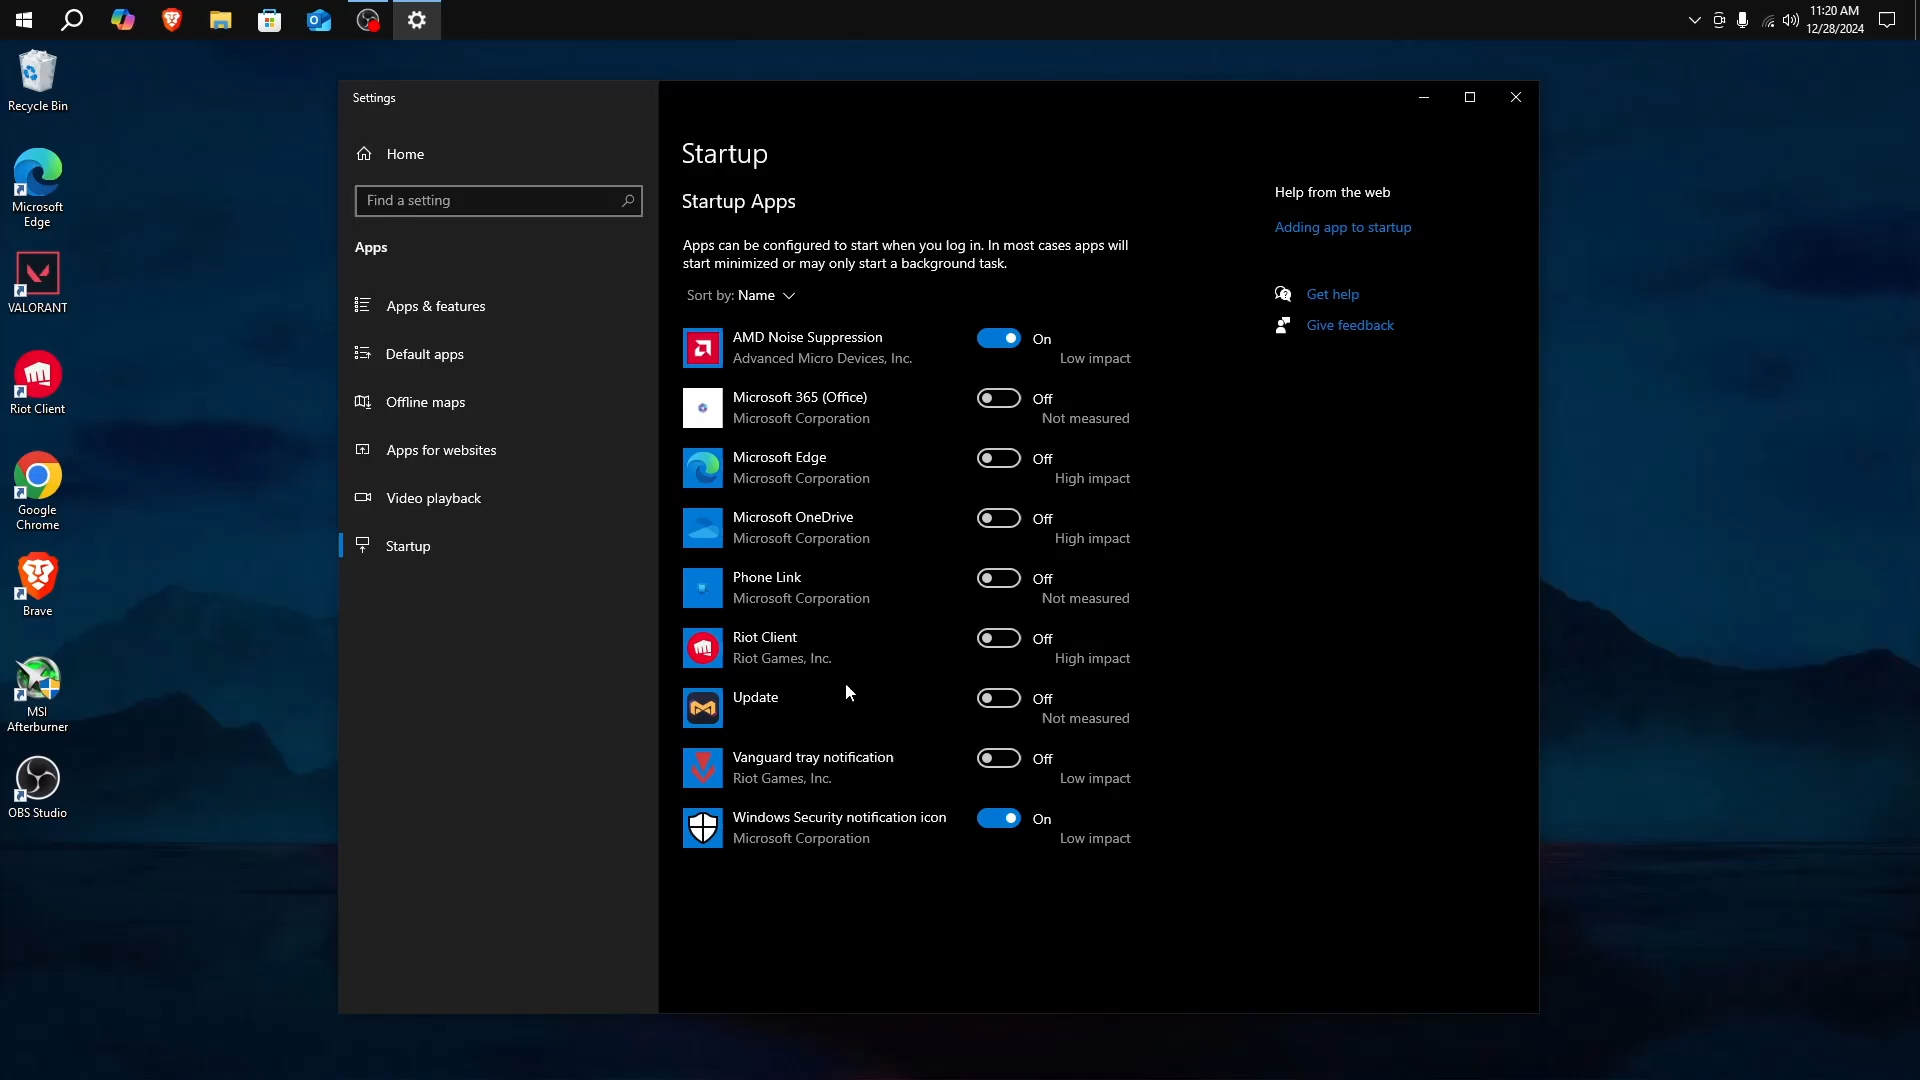 11:20 AM
12/28/2024
Recycle Bin
Microsoft
Edge
VALORANT
Riot Client
Google
Chrome
Brave
MSI
Afterburner
OBS Studio
Settings
Home
Find a setting
Apps
Apps & features
Default apps
Offline maps
Apps for websites
Video playback
Startup
Startup
Startup Apps
Apps can be configured to start when you log in. In most cases apps will
start minimized or may only start a background task.
Sort by: Name
AMD Noise Suppression On
Advanced Micro Devices, Inc. Low impact
Microsoft 365 (Office) Off
Microsoft Corporation Not measured
Microsoft Edge Off
Microsoft Corporation High impact
Microsoft OneDrive Off
Microsoft Corporation High impact
Phone Link Off
Microsoft Corporation Not measured
Riot Client Off
Riot Games, Inc. High impact
Update Off
Not measured
Vanguard tray notification Off
Riot Games, Inc. Low impact
Windows Security notification icon On
Microsoft Corporation Low impact
Help from the web
Adding app to startup
Get help
Give feedback